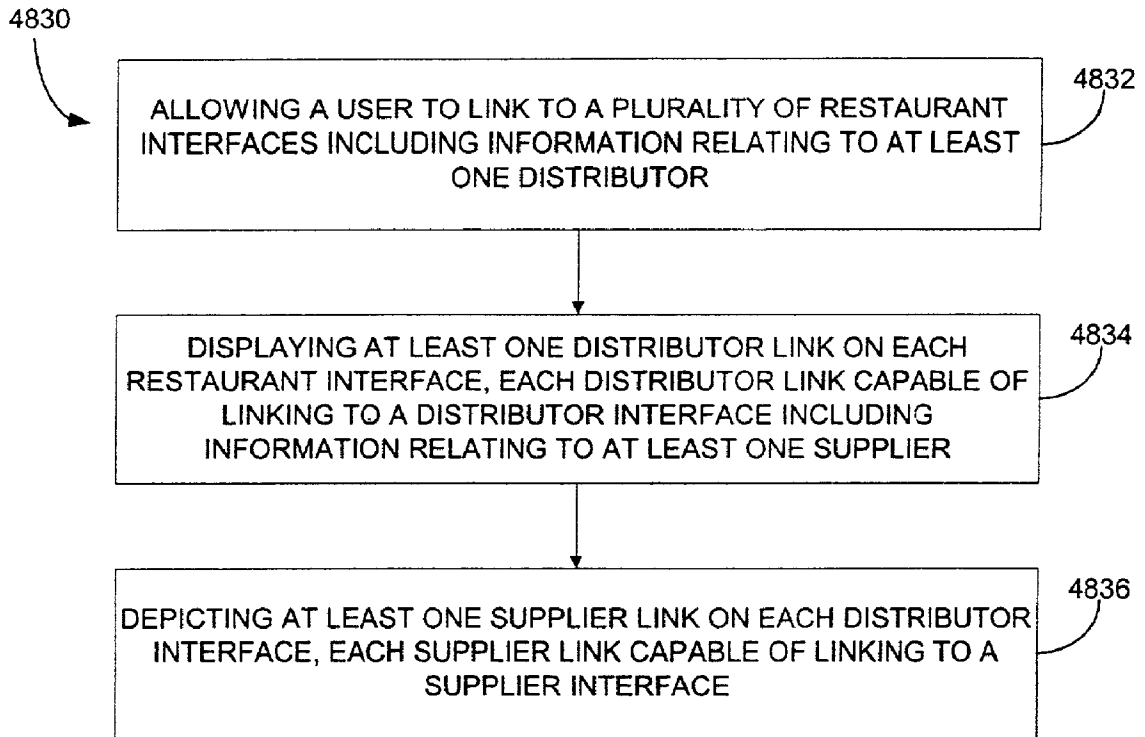 4830
4832
ALLOWING A USER TO LINK TO A PLURALITY OF RESTAURANT
INTERFACES INCLUDING INFORMATION RELATING TO AT LEAST
ONE DISTRIBUTOR
4834
DISPLAYING AT LEAST ONE DISTRIBUTOR LINK ON EACH
RESTAURANT INTERFACE, EACH DISTRIBUTOR LINK CAPABLE OF
LINKING TO A DISTRIBUTOR INTERFACE INCLUDING
INFORMATION RELATING TO AT LEAST ONE SUPPLIER
4836
DEPICTING AT LEAST ONE SUPPLIER LINK ON EACH DISTRIBUTOR
INTERFACE, EACH SUPPLIER LINK CAPABLE OF LINKING TO A
SUPPLIER INTERFACE